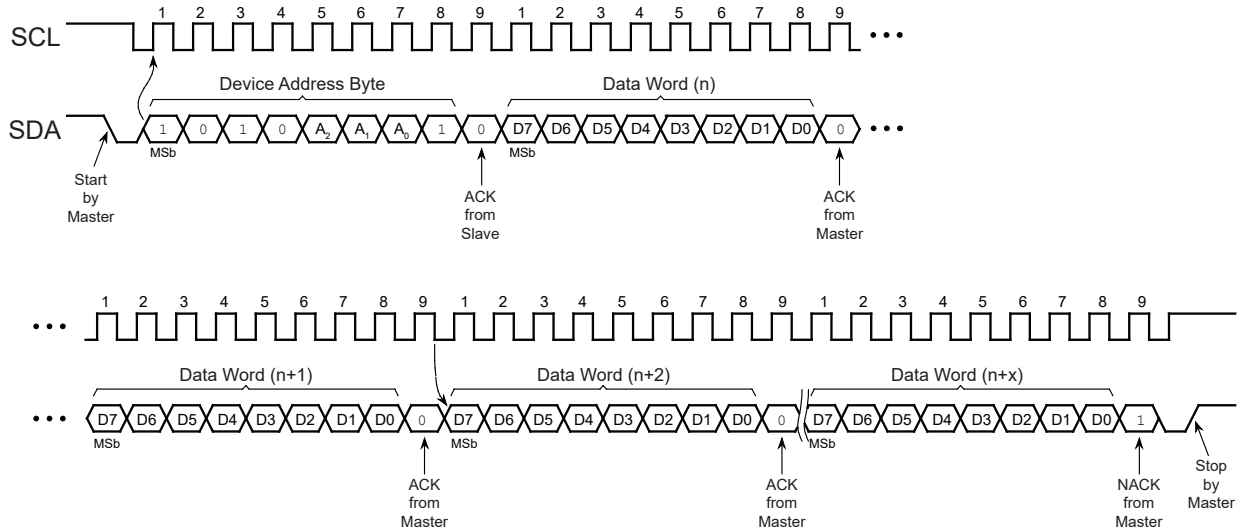 1 2 3 4 5 6 7 8 9 1 2 3 4 5 6 7 8 9
SCL
Device Address Byte Data Word (n)
SDA 1 0 1 0 A2 A1 A0 1 0 D7 D6 D5 D4 D3 D2 D1 D0 0
MSb MSb
Start
by
Master
ACK
from
Slave
ACK
from
Master
1 2 3 4 5 6 7 8 9 1 2 3 4 5 6 7 8 9 1 2 3 4 5 6 7 8 9
Data Word (n+1) Data Word (n+2) Data Word (n+x)
D7 D6 D5 D4 D3 D2 D1 D0 0 D7 D6 D5 D4 D3 D2 D1 D0 0 D7 D6 D5 D4 D3 D2 D1 D0 1
MSb MSb MSb
ACK
from
Master
ACK
from
Master
NACK
from
Master
Stop
by
Master